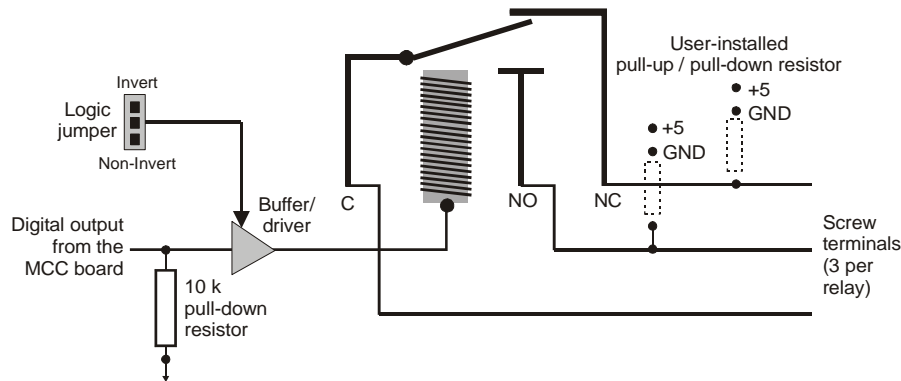 User-installed
pull-up / pull-down resistor
+5
GND
+5
GND
Invert
Logic
jumper
Non-Invert
Buffer/
driver
C
NO
NC
Digital output
from the
MCC board
10 k
pull-down
resistor
Screw
terminals
(3 per
relay)